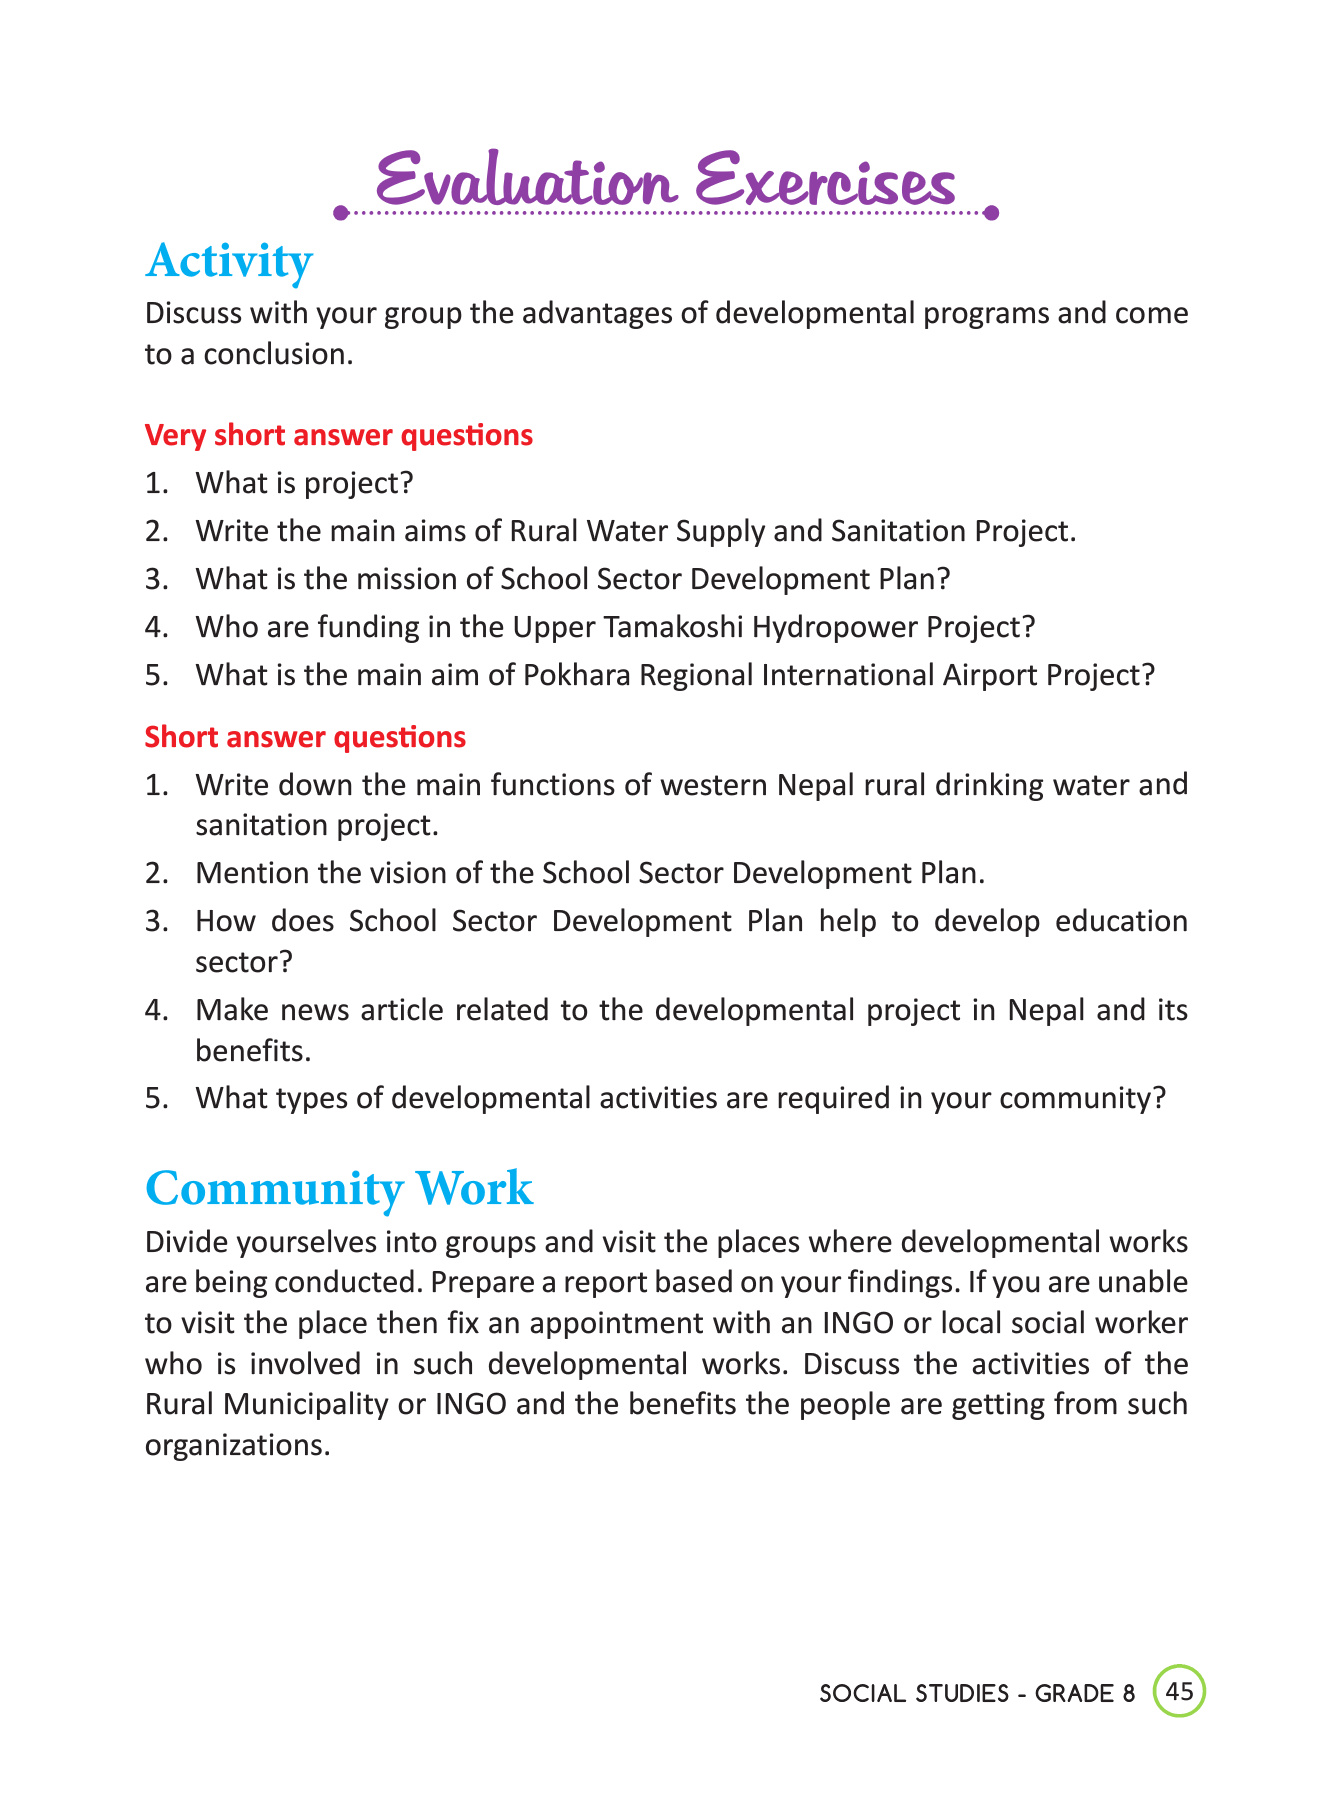 Evaluation Exercises
Activity
Discuss with your group the advantages of developmental programs and come
to a conclusion.
Very short answer questions
1. What is project?
2. Write the main aims of Rural Water Supply and Sanitation Project.
3. What is the mission of School Sector Development Plan?
4. Who are funding in the Upper Tamakoshi Hydropower Project?
5. What is the main aim of Pokhara Regional International Airport Project?
Short answer questions
1. Write down the main functions of western Nepal rural drinking water and
sanitation project.
2. Mention the vision of the School Sector Development Plan.
3. How does School Sector Development Plan help to develop education
sector?
4. Make news article related to the developmental project in Nepal and its
benefits.
5. What types of developmental activities are required in your community?
Community Work
Divide yourselves into groups and visit the places where developmental works
are being conducted. Prepare a report based on your findings. If you are unable
to visit the place then fix an appointment with an INGO or local social worker
who is involved in such developmental works. Discuss the activities of the
Rural Municipality or INGO and the benefits the people are getting from such
organizations.
SOCIAL STUDIES - GRADE 8 45